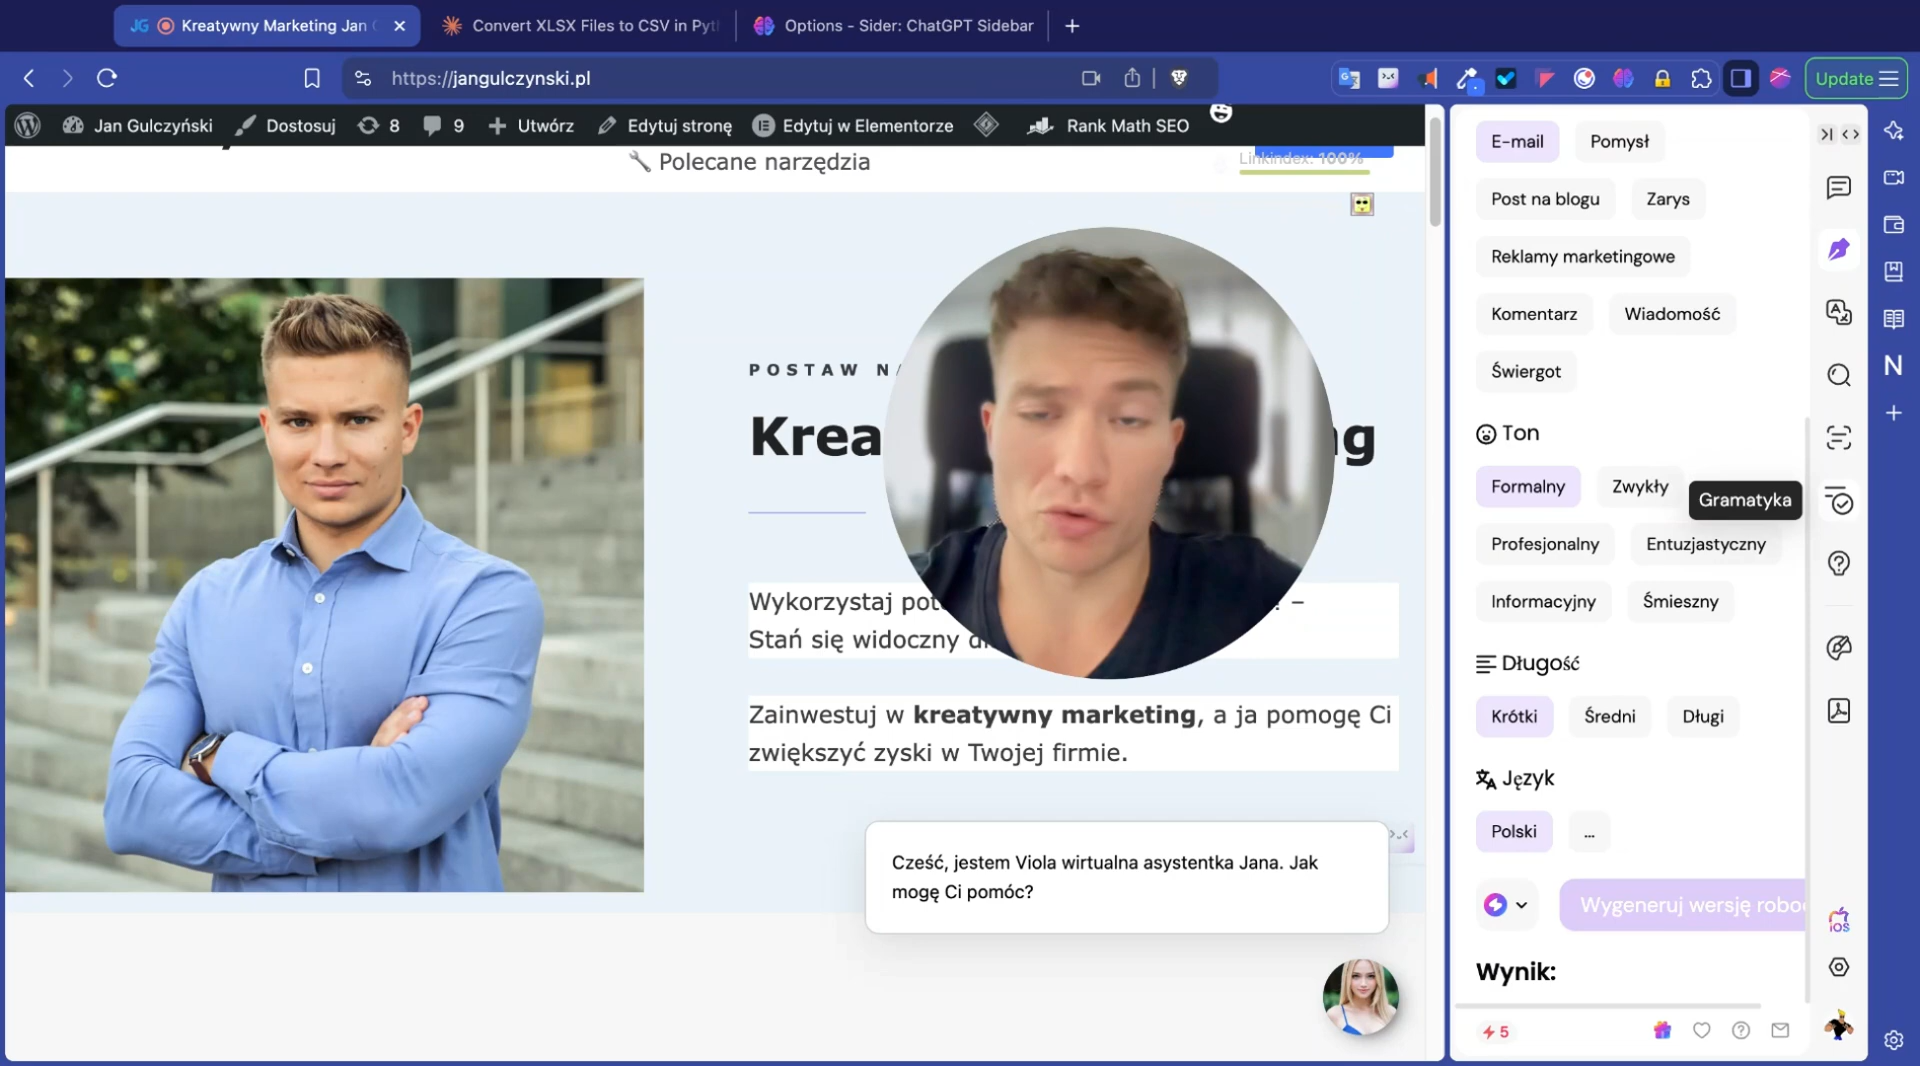 JG Kreatywny Marketing Jan
Convert XLSX Files to CSV in Pyt
Options - Sider: ChatGPT Sidebar
https://jangulczynski.pl
Update
Jan Gulczyński
Dostosuj
8
9
Utwórz
Edytuj stronę
Edytuj w Elementorze
Rank Math SEO
Polecane narzędzia
Linkindex: 100%
POSTAW
Wykorzystaj
Stań się widoczny
Zainwestuj w kreatywny marketing, a ja pomogę Ci
zwiększyć zyski w Twojej firmie.
Cześć, jestem Viola wirtualna asystentka Jana. Jak
mogę Ci pomóc?
E-mail
Pomysł
Post na blogu
Zarys
Reklamy marketingowe
Komentarz
Wiadomość
Świergot
Ton
Formalny
Zwykły
Gramatyka
Profesjonalny
Entuzjastyczny
Informacyjny
Śmieszny
Długość
Krótki
Średni
Długi
Język
Polski
...
Wygeneruj wersję robo
Wynik:
5
iOS
N